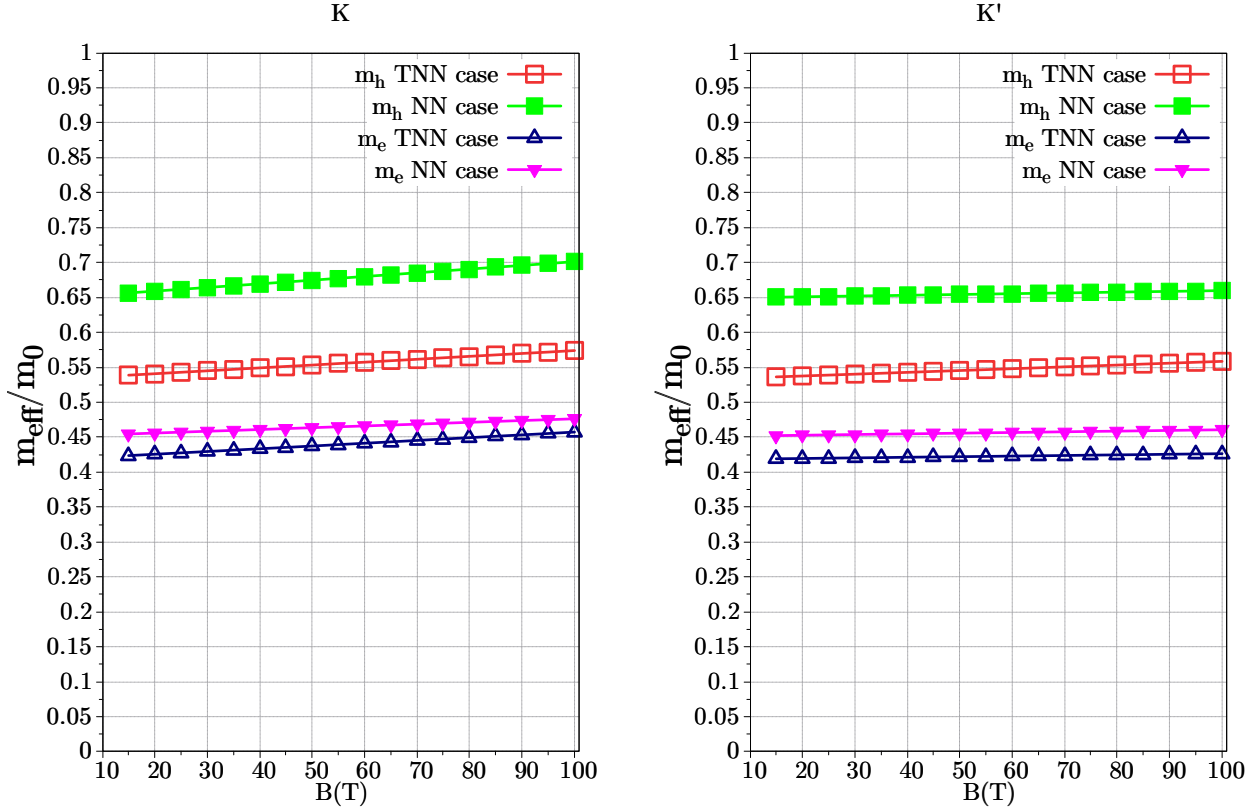 K
1
0.95
0.9
0.85
0.8
0.75
0.7
0.65
0.6
0.55
0.5
0.45
0.4
0.35
0.3
0.25
0.2
0.15
0.1
0.05
0
10 20 30 40 50 60 70 80 90 100
B(T)
m_eff/m_0
m_h TNN case
m_h NN case
m_e TNN case
m_e NN case
K'
1
0.95
0.9
0.85
0.8
0.75
0.7
0.65
0.6
0.55
0.5
0.45
0.4
0.35
0.3
0.25
0.2
0.15
0.1
0.05
0
10 20 30 40 50 60 70 80 90 100
B(T)
m_eff/m_0
m_h TNN case
m_h NN case
m_e TNN case
m_e NN case